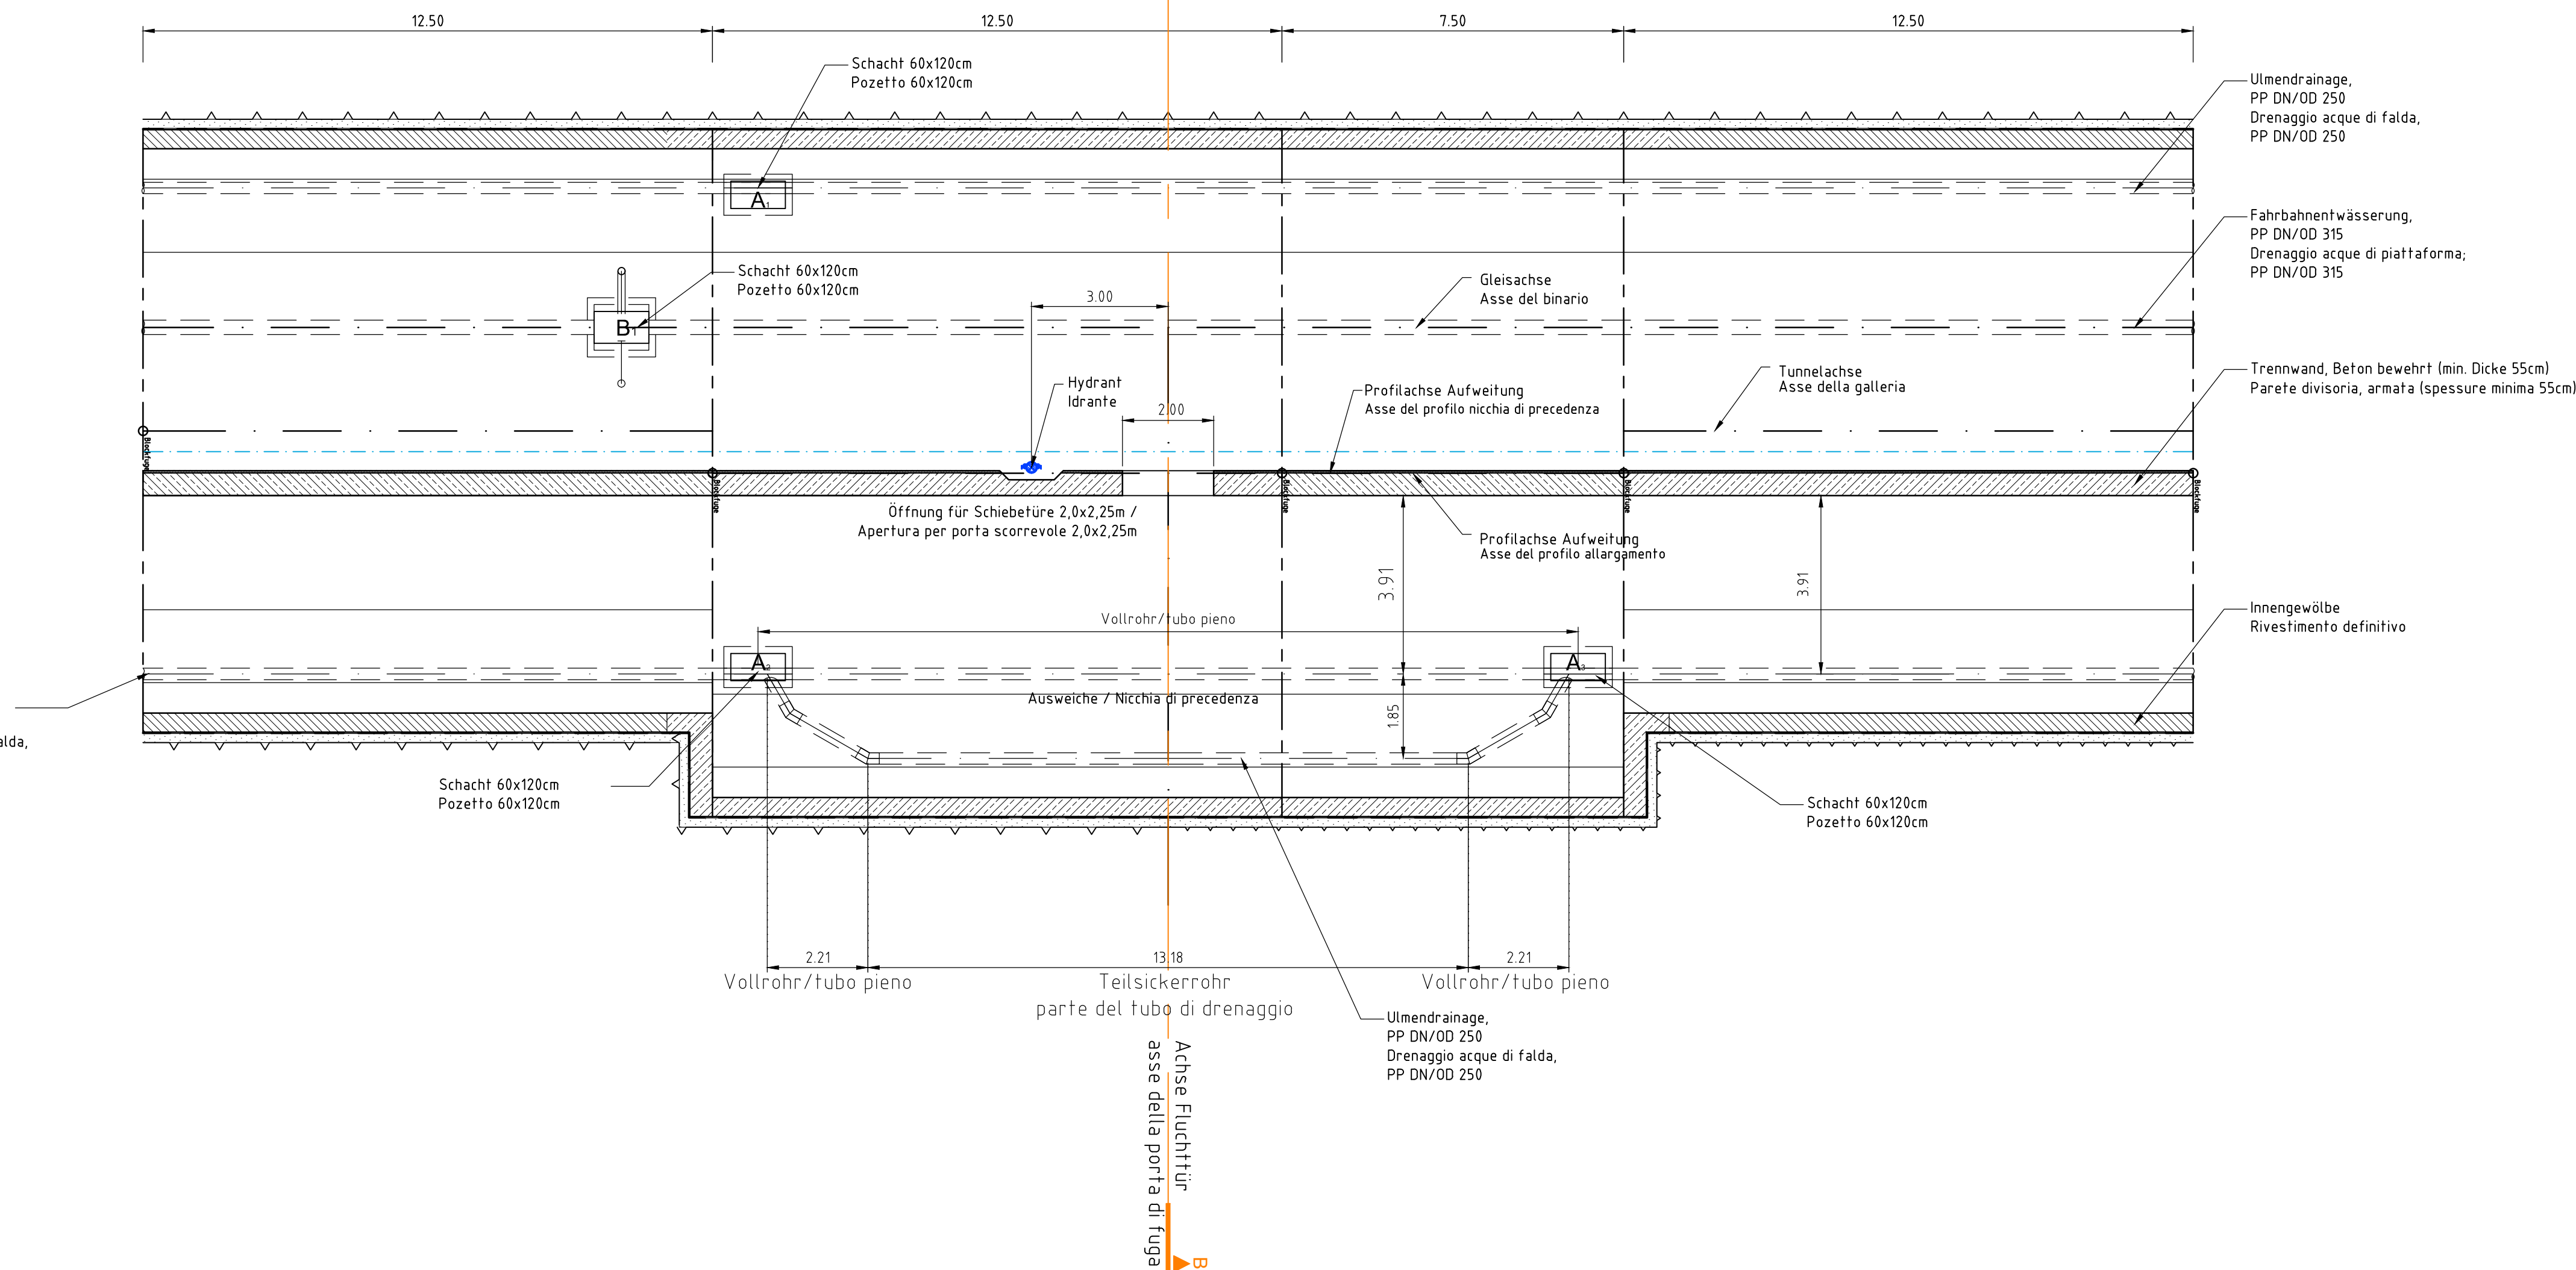 12.50
12.50
7.50
12.50
Schacht 60x120cm
Pozetto 60x120cm
Ulmendrainage,
PP DN/OD 250
Drenaggio acque di falda,
PP DN/OD 250
A1
Fahrbahnentwässerung,
PP DN/OD 315
Drenaggio acque di piattaforma;
PP DN/OD 315
Schacht 60x120cm
Pozetto 60x120cm
Gleisachse
Asse del binario
3.00
B1
Trennwand, Beton bewehrt (min. Dicke 55cm)
Parete divisoria, armata (spessure minima 55cm)
Tunnelachse
Asse della galleria
Hydrant
Idrante
Profilachse Aufweitung
Asse del profilo nicchia di precedenza
2.00
Blockfuge
Blockfuge
Blockfuge
Blockfuge
Blockfuge
Öffnung für Schiebetüre 2,0x2,25m /
Apertura per porta scorrevole 2,0x2,25m
Profilachse Aufweitung
Asse del profilo allargamento
3.91
3.91
Innengewölbe
Rivestimento definitivo
Vollrohr/tubo pieno
A2
A3
Ausweiche / Nicchia di precedenza
1.85
alda,
Schacht 60x120cm
Pozetto 60x120cm
Schacht 60x120cm
Pozetto 60x120cm
2.21
13.18
2.21
Vollrohr/tubo pieno
Teilsickerrohr
parte del tubo di drenaggio
Vollrohr/tubo pieno
Ulmendrainage,
PP DN/OD 250
Drenaggio acque di falda,
PP DN/OD 250
Achse Fluchttür
asse della porta di fuga
B